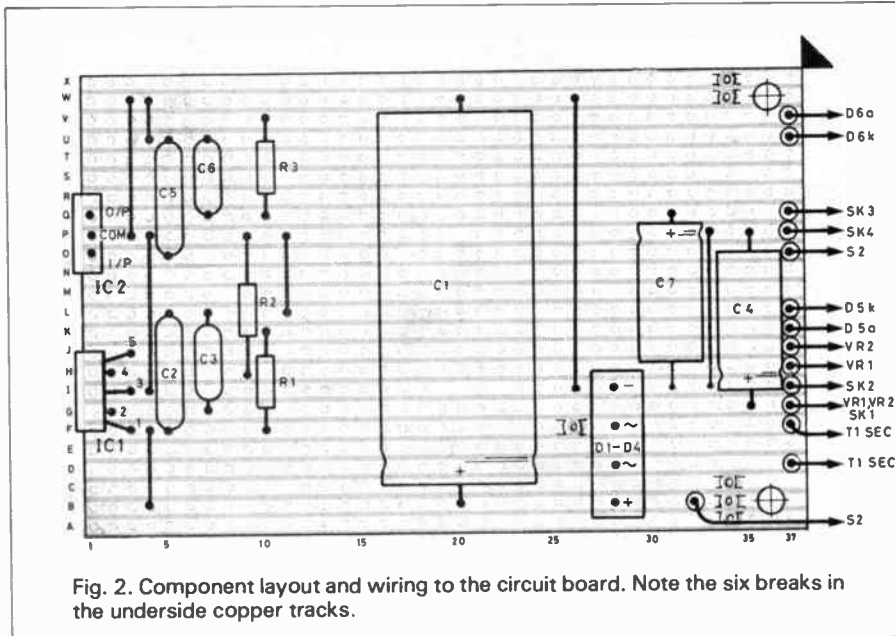 X
W
V
U
T
S
R
Q
P
O
N
M
L
K
J
H
I
G
F
E
D
C
B
A
1 5 10 15 20 25 30 35 37
O/P
COM
I/P
IC2
5
4
3
2
1
IC1
C5
C6
R3
R2
C2
C3
R1
C1
+
C7
+
C4
+
-
~
D1-D4
~
+
D6a
D6k
SK3
SK4
S2
D5k
D5a
VR2
VR1
SK2
VR1,VR2
SK1
T1 SEC
T1 SEC
S2
Fig. 2. Component layout and wiring to the circuit board. Note the six breaks in
the underside copper tracks.